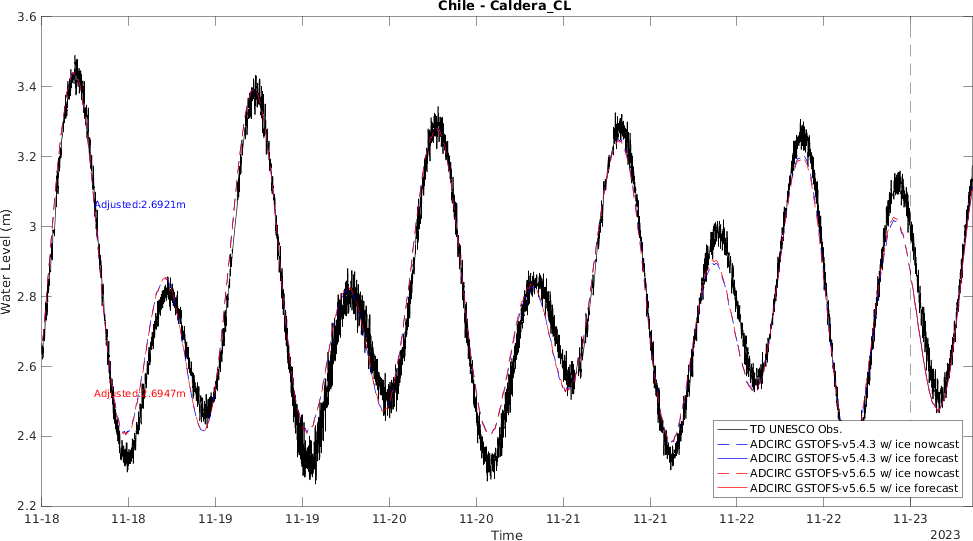 Chile - Caldera_CL
3.6
3.4
3.2
3
2.8
2.6
2.4
2.2
Water Level (m)
Adjusted:2.6921m
Adjusted:2.6947m
TD UNESCO Obs.
ADCIRC GSTOFS-v5.4.3 w/ ice nowcast
ADCIRC GSTOFS-v5.4.3 w/ ice forecast
ADCIRC GSTOFS-v5.6.5 w/ ice nowcast
ADCIRC GSTOFS-v5.6.5 w/ ice forecast
11-18 11-18 11-19 11-19 11-20 11-20 11-21 11-21 11-22 11-22 11-23
Time
2023